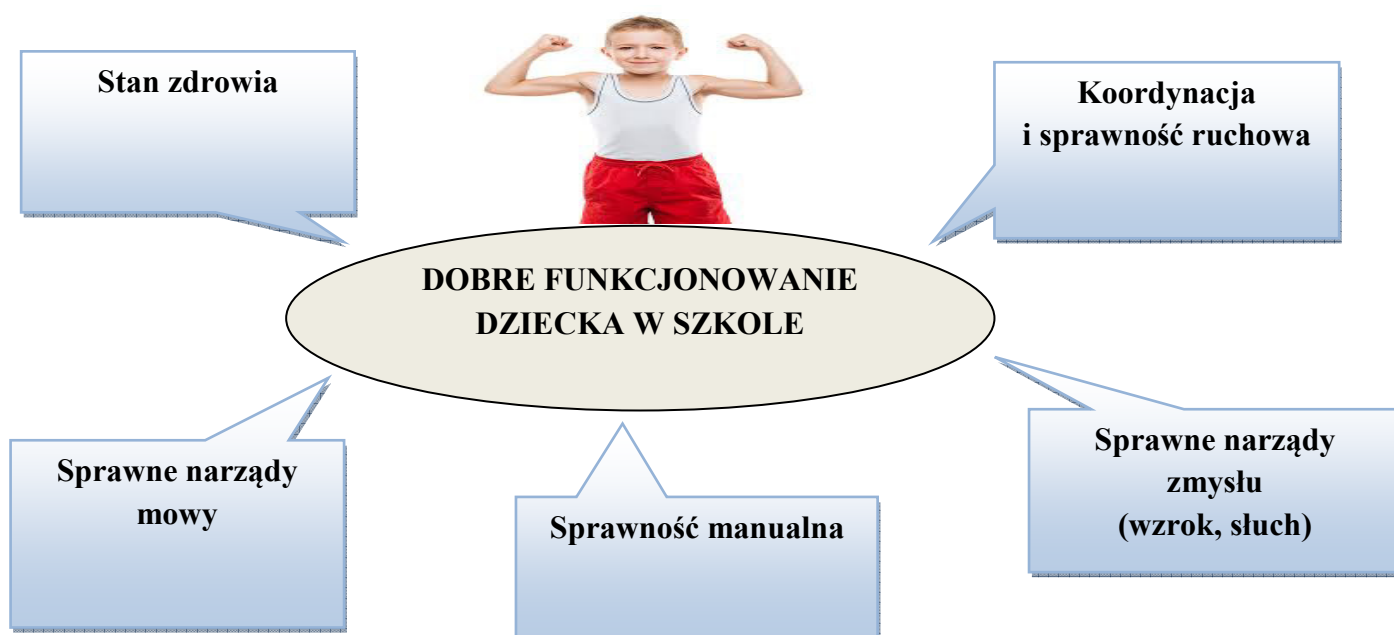 Stan zdrowia
Koordynacja
i sprawność ruchowa
DOBRE FUNKCJONOWANIE
DZIECKA W SZKOLE
Sprawne narządy
mowy
Sprawność manualna
Sprawne narządy
zmysłu
(wzrok, słuch)